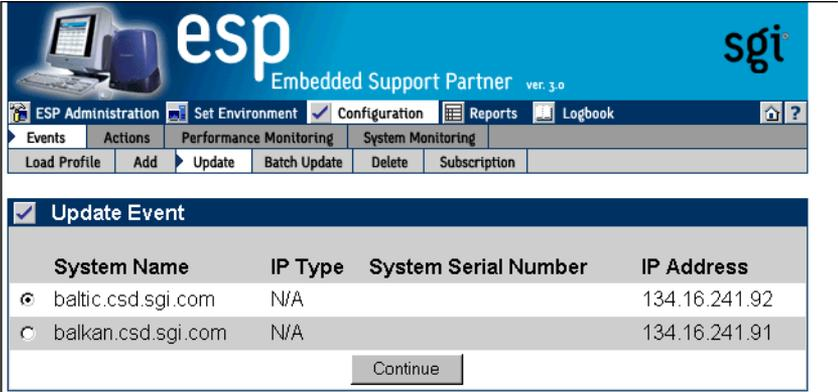 esp
sgi
Embedded Support Partner ver. 3.0
ESP Administration Set Environment Configuration Reports Logbook ?
Events Actions Performance Monitoring System Monitoring
Load Profile Add Update Batch Update Delete Subscription
Update Event
System Name IP Type System Serial Number IP Address
baltic.csd.sgi.com N/A 134.16.241.92
balkan.csd.sgi.com N/A 134.16.241.91
Continue